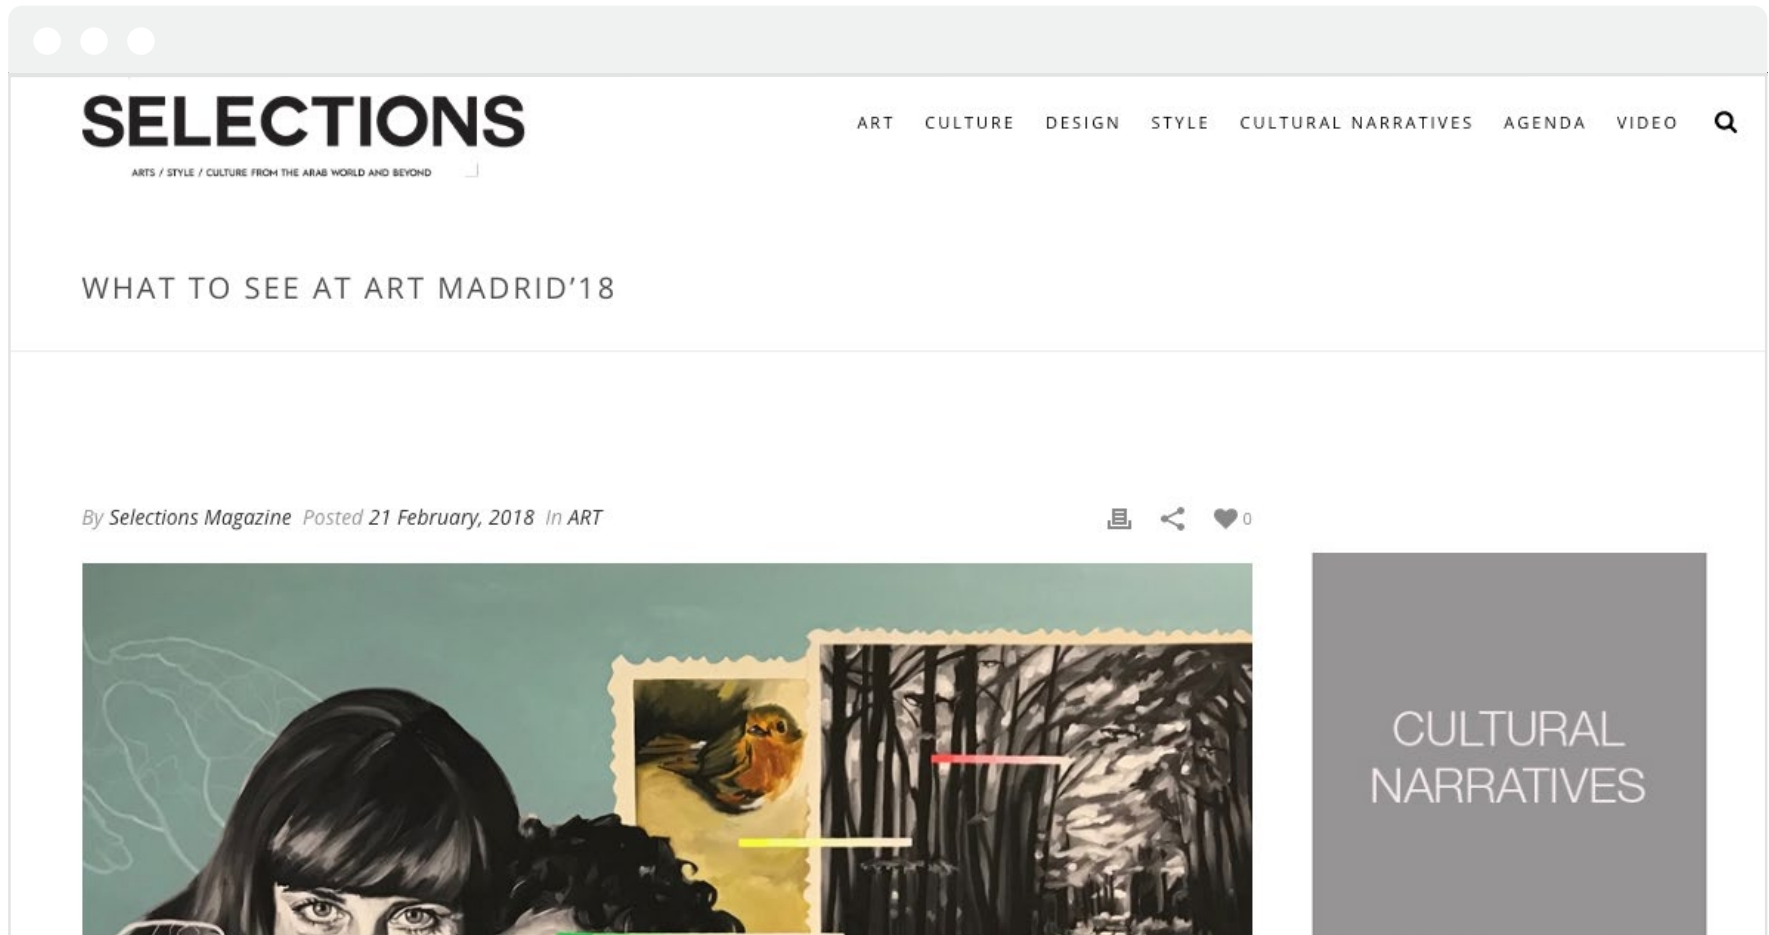 SELECTIONS
ARTS / STYLE / CULTURE FROM THE ARAB WORLD AND BEYOND
ART CULTURE DESIGN STYLE CULTURAL NARRATIVES AGENDA VIDEO
WHAT TO SEE AT ART MADRID’18
By Selections Magazine Posted 21 February, 2018 In ART
0
CULTURAL
NARRATIVES